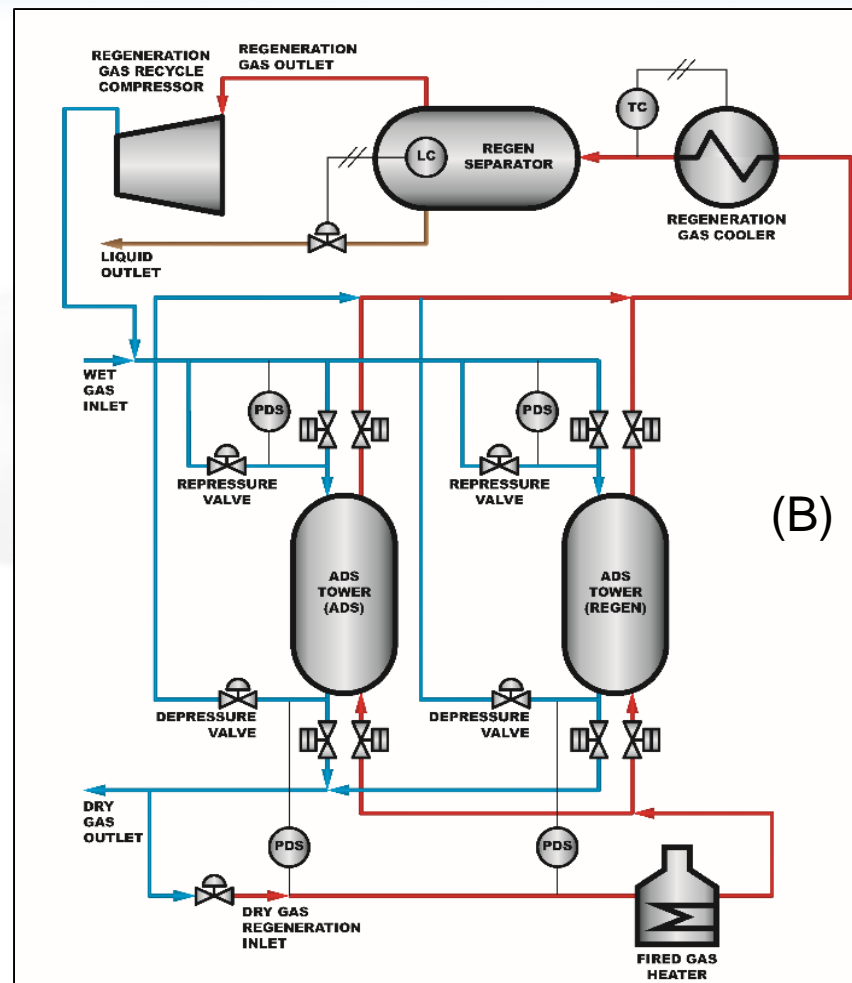 REGENERATION
GAS RECYCLE
COMPRESSOR
REGENERATION
GAS OUTLET
TC
LC
REGEN
SEPARATOR
REGENERATION
GAS COOLER
LIQUID
OUTLET
WET
GAS
INLET
PDS
PDS
REPRESSURE
VALVE
REPRESSURE
VALVE
(B)
ADS
TOWER
(ADS)
ADS
TOWER
(REGEN)
DEPRESSURE
VALVE
DEPRESSURE
VALVE
DRY
GAS
OUTLET
PDS
PDS
DRY GAS
REGENERATION
INLET
FIRED GAS
HEATER